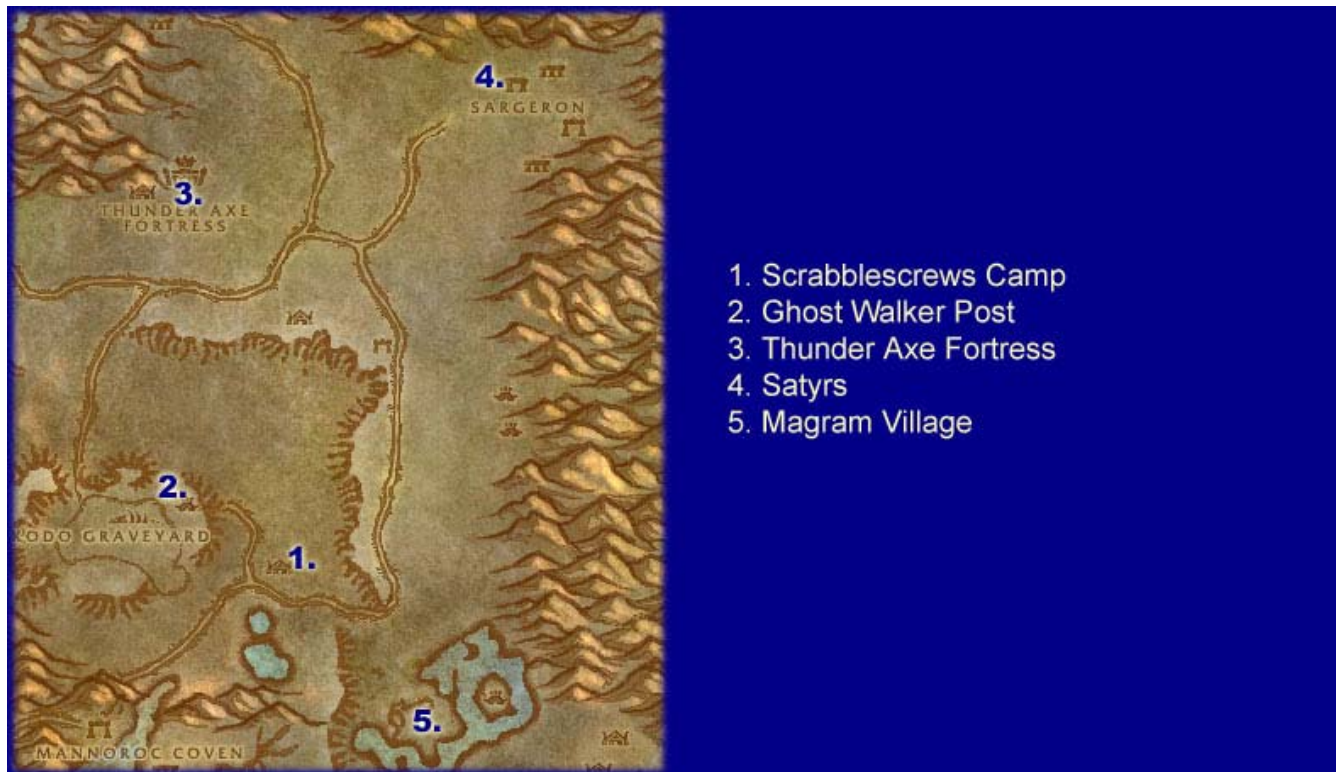 4.
SARGERON
3.
THUNDER AXE
FORTRESS
2.
KODO GRAVEYARD
1.
5.
MANNOROC COVEN
1. Scrabblescrews Camp
2. Ghost Walker Post
3. Thunder Axe Fortress
4. Satyrs
5. Magram Village